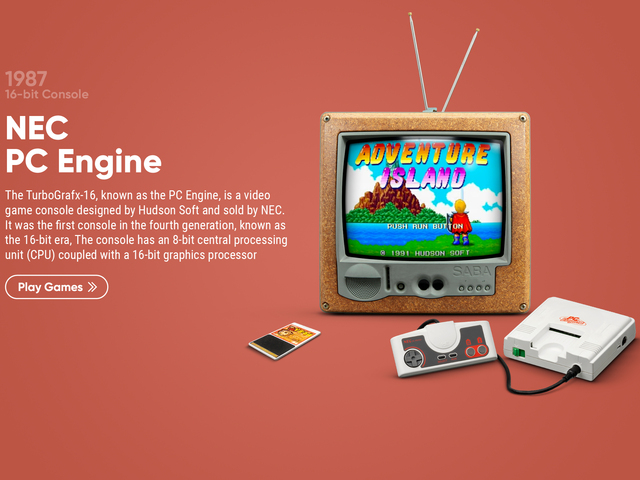 1987
16-bit Console
NEC
PC Engine
The TurboGrafx-16, known as the PC Engine, is a video
game console designed by Hudson Soft and sold by NEC.
It was the first console in the fourth generation, known as
the 16-bit era, The console has an 8-bit central processing
unit (CPU) coupled with a 16-bit graphics processor
Play Games
ADVENTURE
ISLAND
PUSH RUN BUTTON
© 1991 HUDSON SOFT
SABA